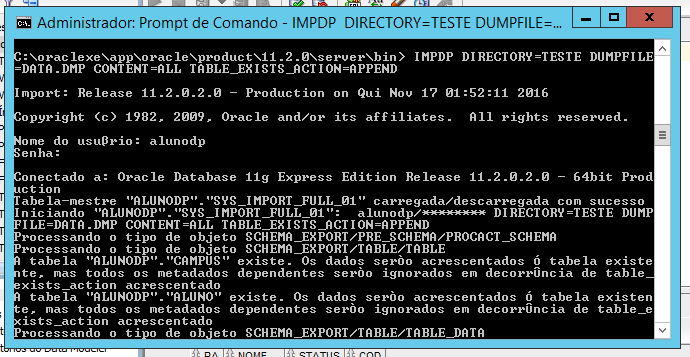 Administrador: Prompt de Comando - IMPDP  DIRECTORY=TESTE DUMPFILE=...
C:\oraclexe\app\oracle\product\11.2.0\server\bin> IMPDP DIRECTORY=TESTE DUMPFILE
=DATA.DMP CONTENT=ALL TABLE_EXISTS_ACTION=APPEND
Import: Release 11.2.0.2.0 - Production on Qui Nov 17 01:52:11 2016
Copyright (c) 1982, 2009, Oracle and/or its affiliates.  All rights reserved.
Nome do usußrio: alunodp
Senha:
Conectado a: Oracle Database 11g Express Edition Release 11.2.0.2.0 - 64bit Prod
uction
Tabela-mestre "ALUNODP"."SYS_IMPORT_FULL_01" carregada/descarregada com sucesso
Iniciando "ALUNODP"."SYS_IMPORT_FULL_01":  alunodp/******** DIRECTORY=TESTE DUMP
FILE=DATA.DMP CONTENT=ALL TABLE_EXISTS_ACTION=APPEND
Processando o tipo de objeto SCHEMA_EXPORT/PRE_SCHEMA/PROCACT_SCHEMA
Processando o tipo de objeto SCHEMA_EXPORT/TABLE/TABLE
A tabela "ALUNODP"."CAMPUS" existe. Os dados seròo acrescentados ó tabela existe
nte, mas todos os metadados dependentes seròo ignorados em decorrÛncia de table_
exists_action acrescentado
A tabela "ALUNODP"."ALUNO" existe. Os dados seròo acrescentados ó tabela existen
te, mas todos os metadados dependentes seròo ignorados em decorrÛncia de table_e
xists_action acrescentado
Processando o tipo de objeto SCHEMA_EXPORT/TABLE/TABLE_DATA
RA NOME STATUS COD